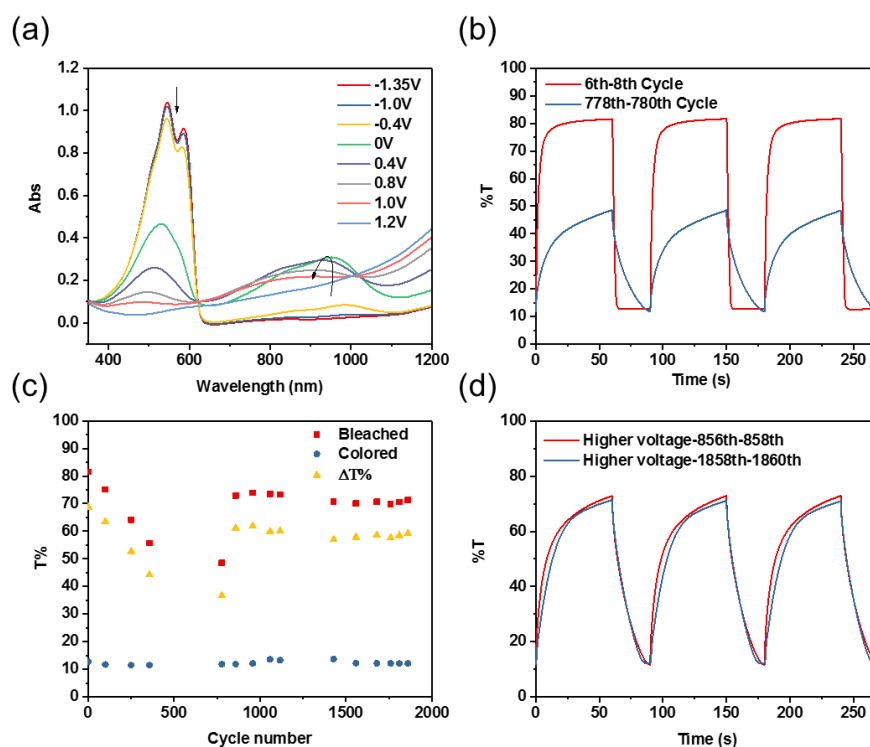 (a)
1.2
1.0
0.8
0.6
0.4
0.2
0.0
Abs
-1.35V
-1.0V
-0.4V
0V
0.4V
0.8V
1.0V
1.2V
400 600 800 1000 1200
Wavelength (nm)
(b)
100
90
80
70
60
50
40
30
20
10
0
%T
6th-8th Cycle
778th-780th Cycle
0 50 100 150 200 250
Time (s)
(c)
100
90
80
70
60
50
40
30
20
10
0
T%
Bleached
Colored
ΔT%
0 500 1000 1500 2000
Cycle number
(d)
100
80
60
40
20
0
%T
Higher voltage-856th-858th
Higher voltage-1858th-1860th
0 50 100 150 200 250
Time (s)